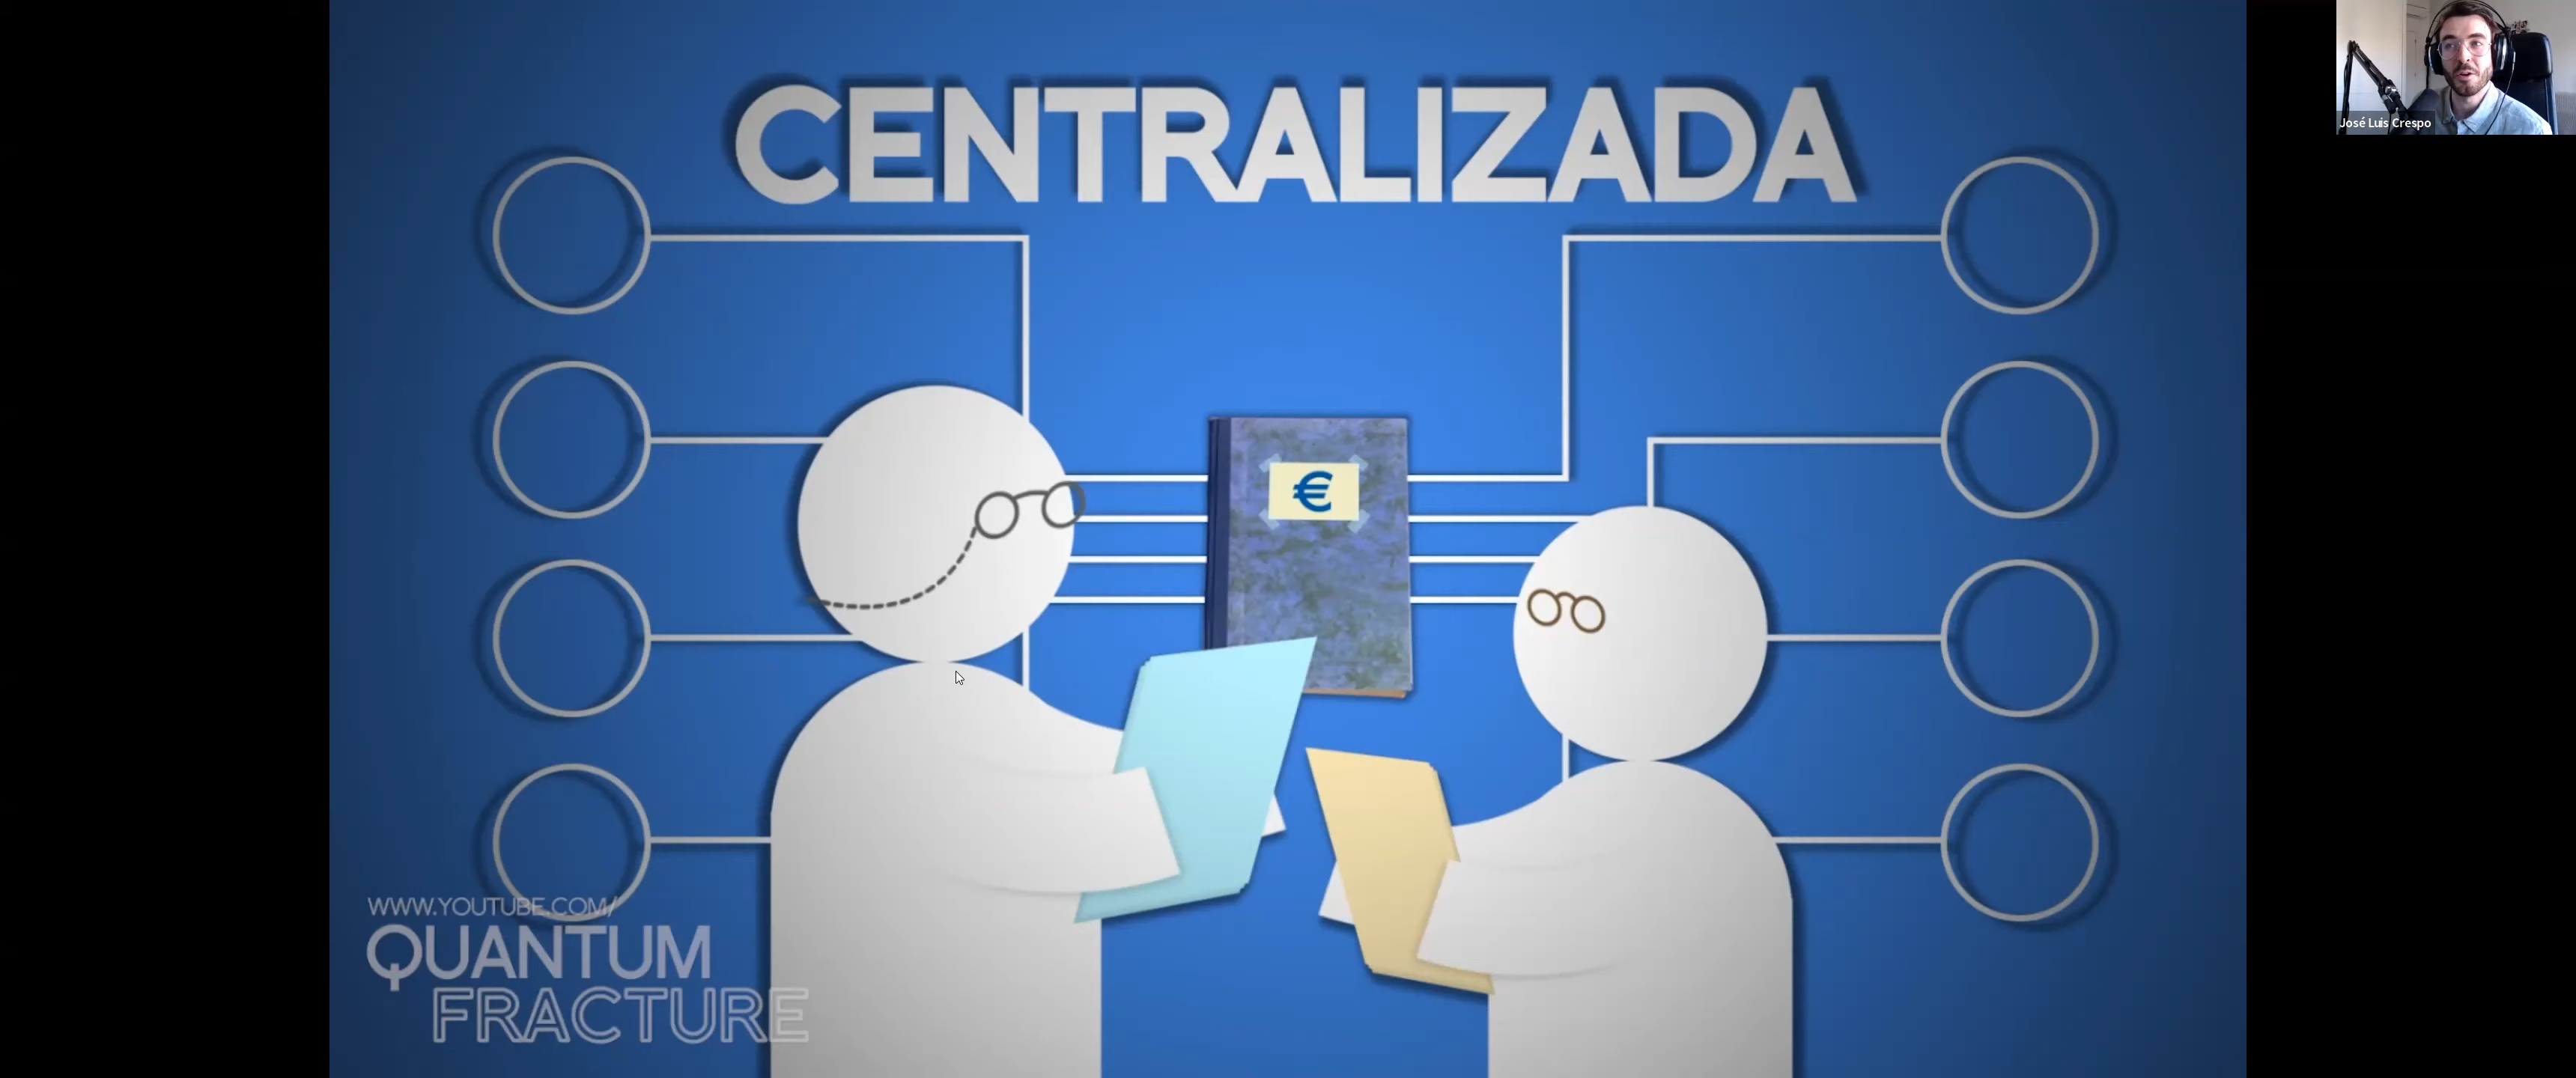 CENTRALIZADA
José Luis Crespo
€
WWW.YOUTUBE.COM/
QUANTUM
FRACTURE